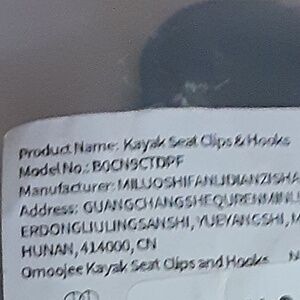 Product Name: Kayak Seat Clips & Hooks
Model No.: B0CN9CTDPF
Manufacturer: MILUOSHIFANLIDIANZISHA
Address: GUANGCHANGSHEQURENMINLU
ERDONGLIULINGSANSHI, YUEYANGSHI,
HUNAN, 414000, CN
Omoojee Kayak Seat Clips and Hooks